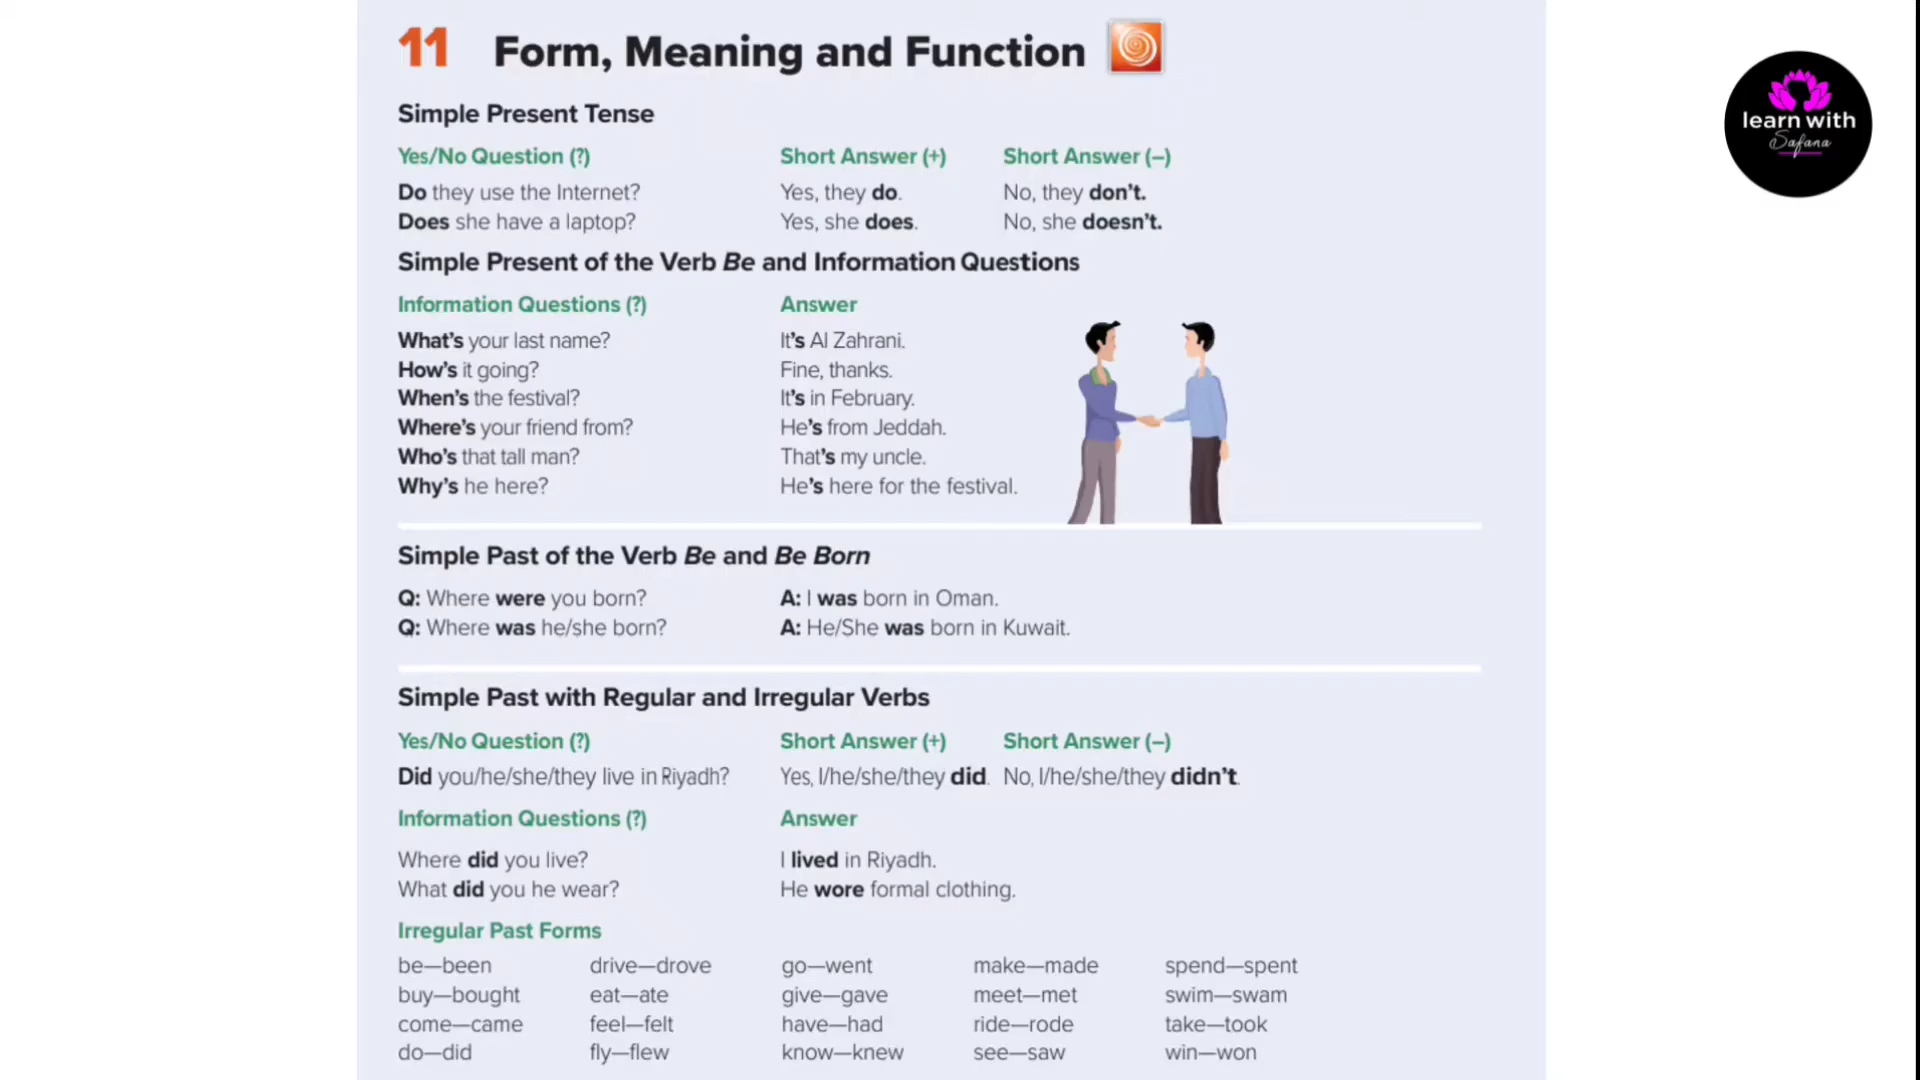 11 Form, Meaning and Function
learn with
Safana
Simple Present Tense
Yes/No Question (?) Short Answer (+) Short Answer (–)
Do they use the Internet? Yes, they do. No, they don't.
Does she have a laptop? Yes, she does. No, she doesn't.
Simple Present of the Verb Be and Information Questions
Information Questions (?) Answer
What's your last name? It's Al Zahrani.
How's it going? Fine, thanks.
When's the festival? It's in February.
Where's your friend from? He's from Jeddah.
Who's that tall man? That's my uncle.
Why's he here? He's here for the festival.
Simple Past of the Verb Be and Be Born
Q: Where were you born? A: I was born in Oman.
Q: Where was he/she born? A: He/She was born in Kuwait.
Simple Past with Regular and Irregular Verbs
Yes/No Question (?) Short Answer (+) Short Answer (–)
Did you/he/she/they live in Riyadh? Yes, I/he/she/they did. No, I/he/she/they didn't.
Information Questions (?) Answer
Where did you live? I lived in Riyadh.
What did you he wear? He wore formal clothing.
Irregular Past Forms
be—been drive—drove go—went make—made spend—spent
buy—bought eat—ate give—gave meet—met swim—swam
come—came feel—felt have—had ride—rode take—took
do—did fly—flew know—knew see—saw win—won